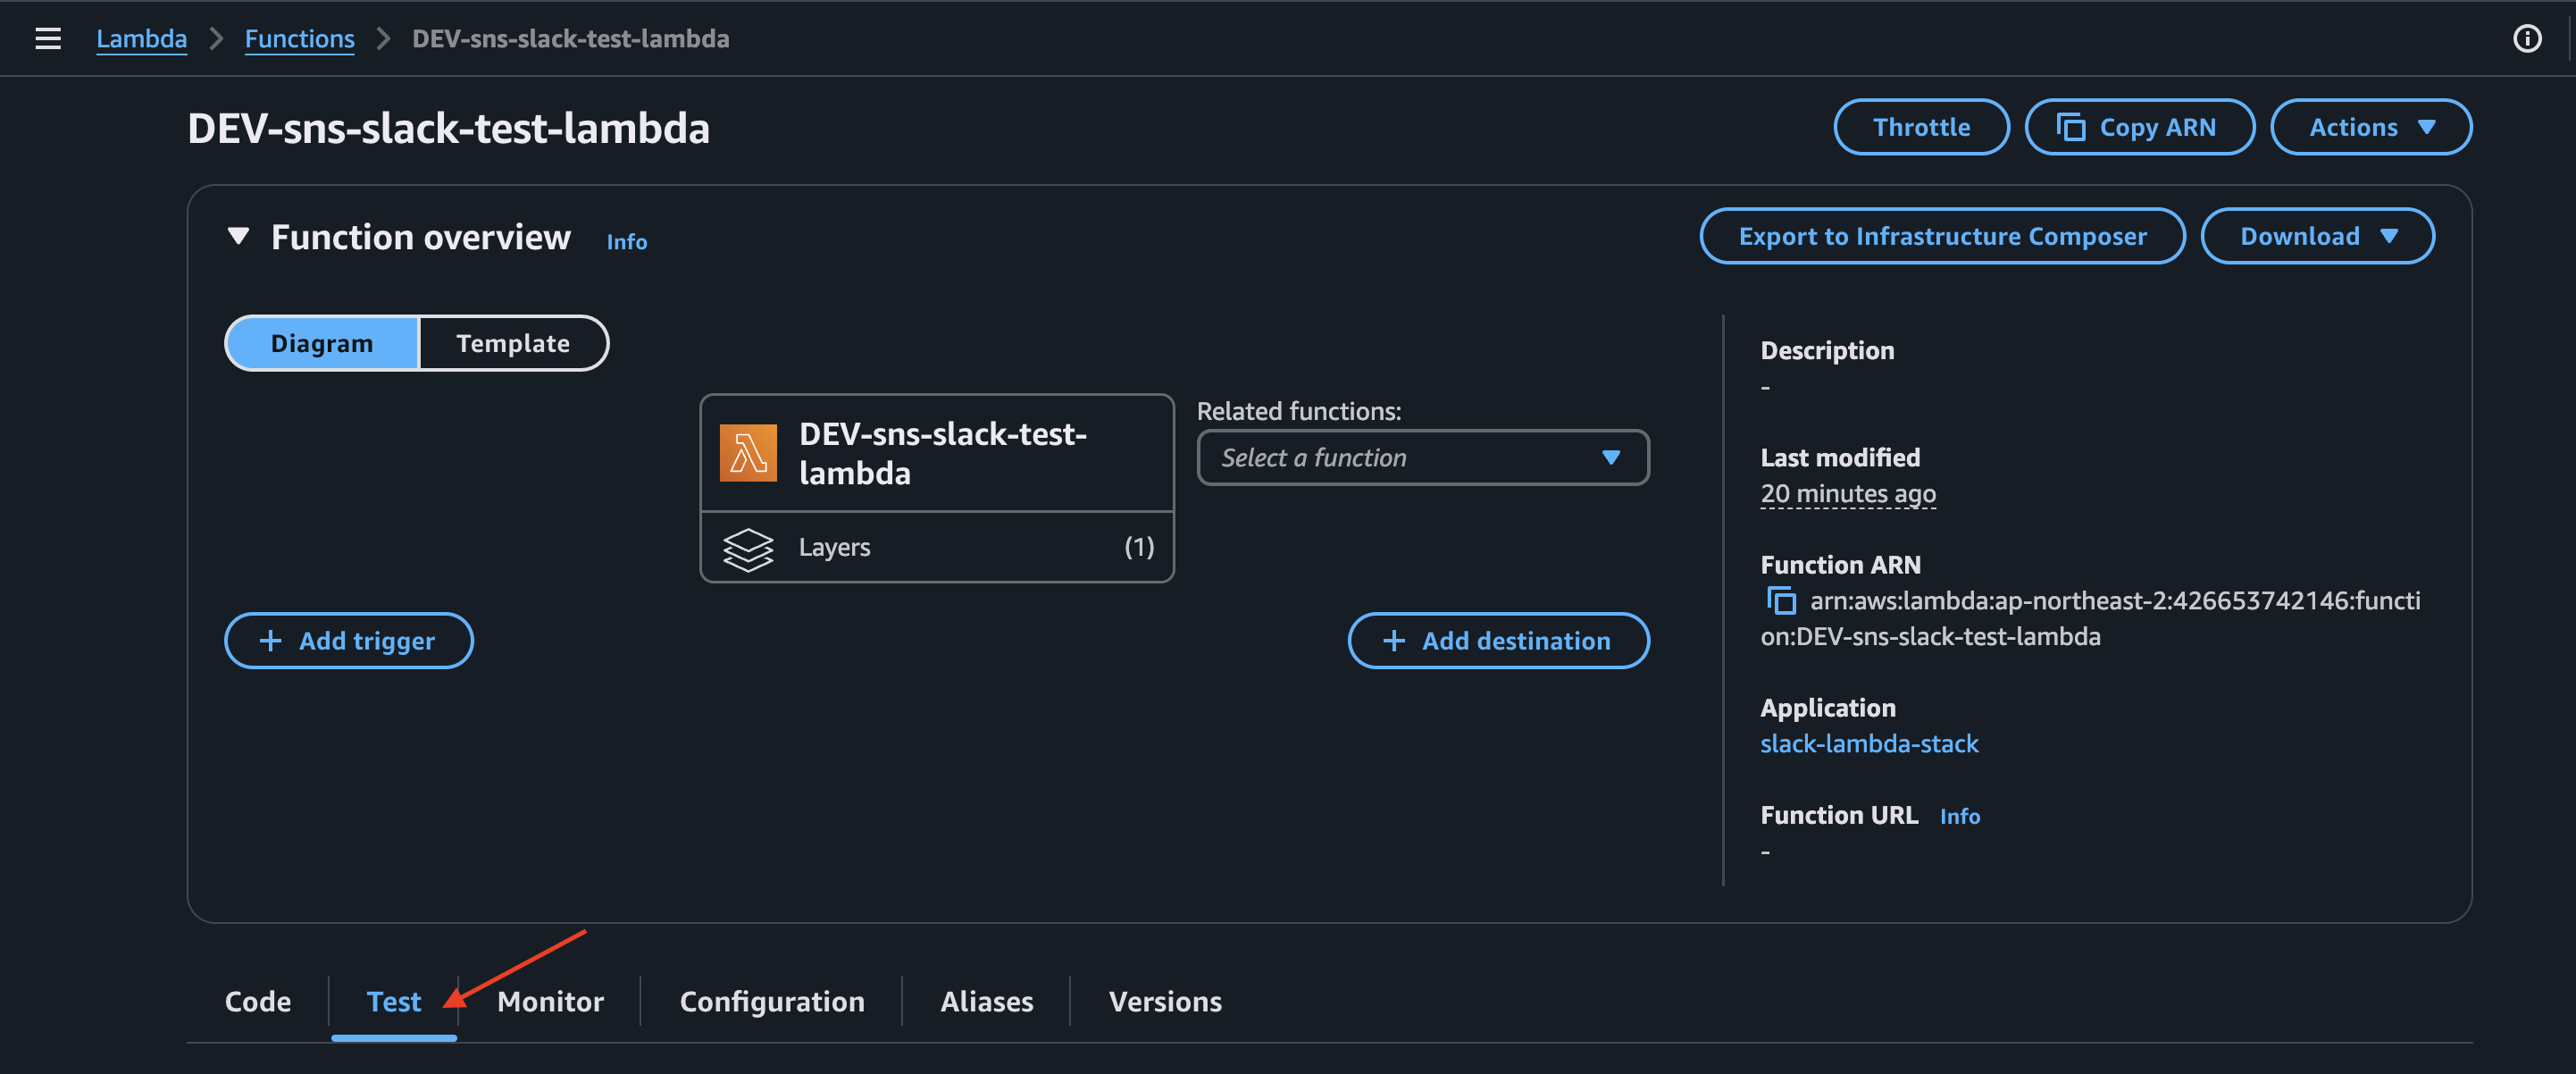 Lambda > Functions > DEV-sns-slack-test-lambda
DEV-sns-slack-test-lambda
Throttle
Copy ARN
Actions
Function overview Info
Export to Infrastructure Composer
Download
Diagram
Template
DEV-sns-slack-test-
lambda
Layers (1)
Related functions:
Select a function
+ Add trigger
+ Add destination
Description
-
Last modified
20 minutes ago
Function ARN
arn:aws:lambda:ap-northeast-2:426653742146:functi
on:DEV-sns-slack-test-lambda
Application
slack-lambda-stack
Function URL Info
-
Code
Test
Monitor
Configuration
Aliases
Versions